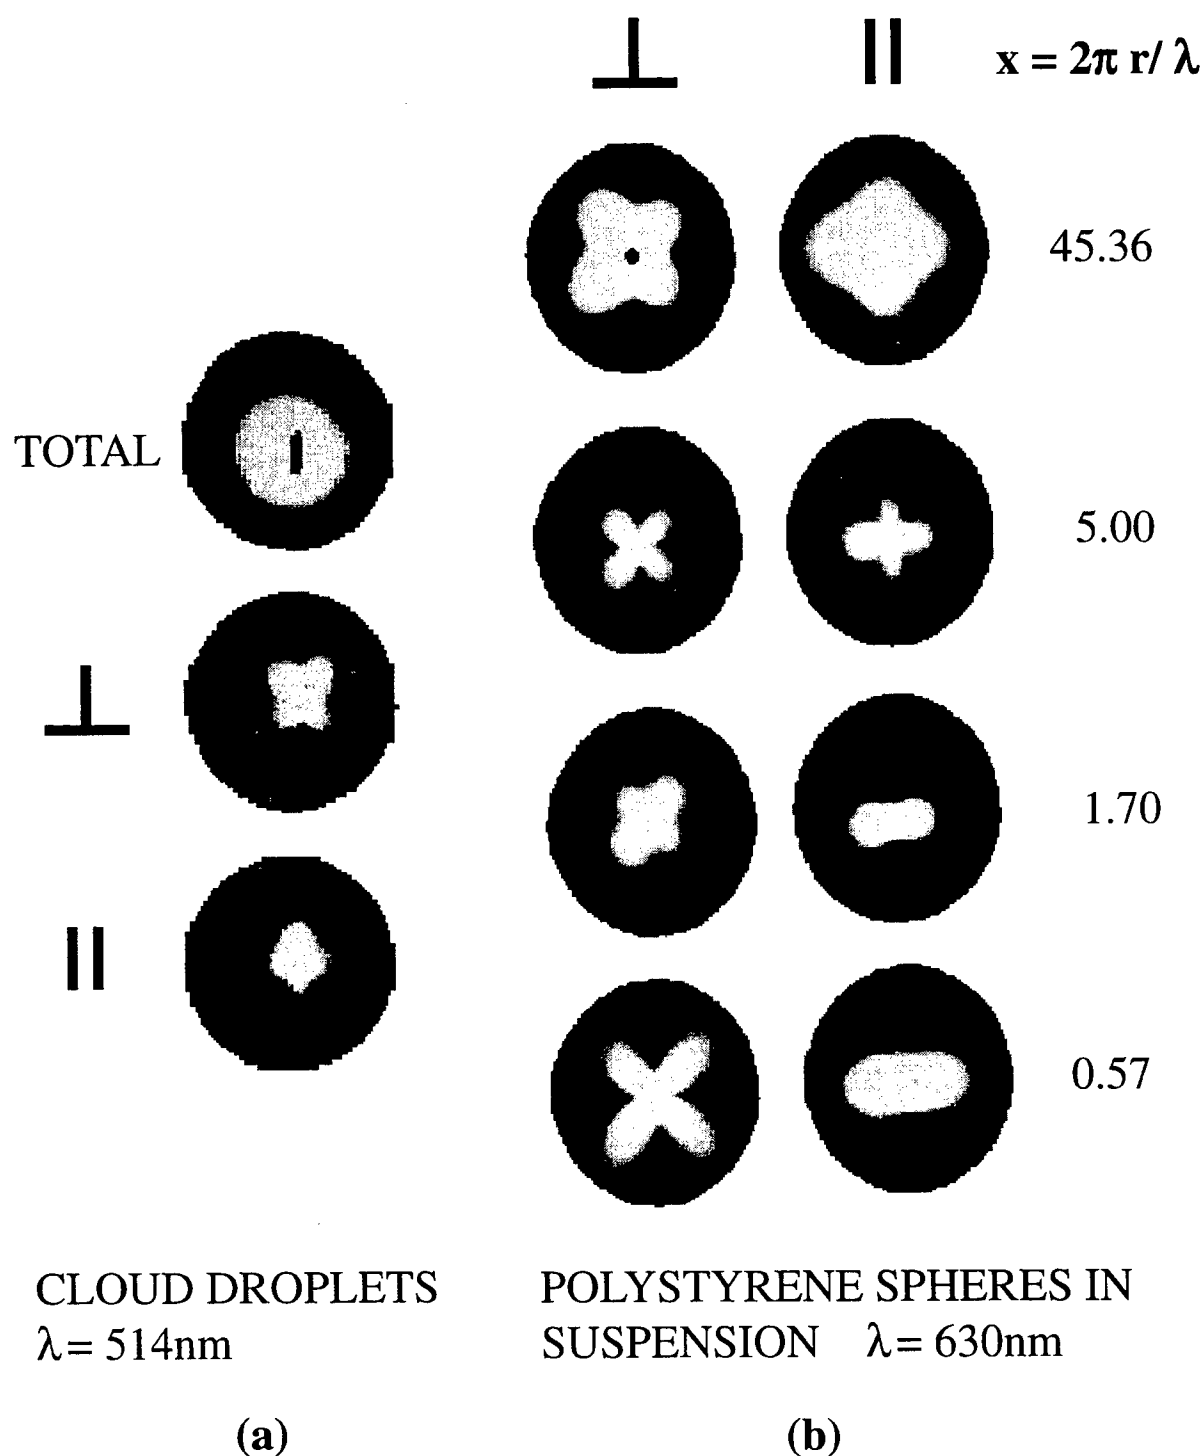 ⊥ || x = 2π r/ λ
45.36
TOTAL
5.00
⊥
1.70
||
0.57
CLOUD DROPLETS
λ= 514nm
(a)
POLYSTYRENE SPHERES IN
SUSPENSION λ= 630nm
(b)